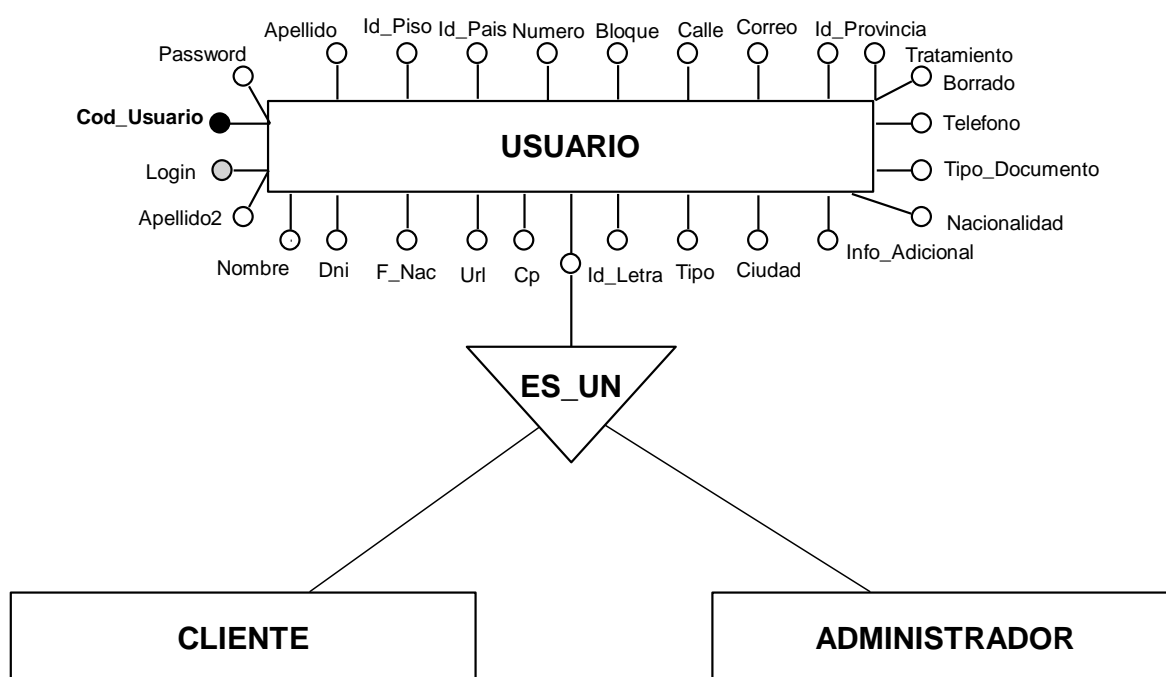 Apellido
Id_Piso
Id_Pais
Numero
Bloque
Calle
Correo
Id_Provincia
Tratamiento
Password
Borrado
Cod_Usuario
Telefono
USUARIO
Login
Tipo_Documento
Apellido2
Nacionalidad
Info_Adicional
Nombre
Dni
F_Nac
Url
Cp
Id_Letra
Tipo
Ciudad
ES_UN
CLIENTE
ADMINISTRADOR